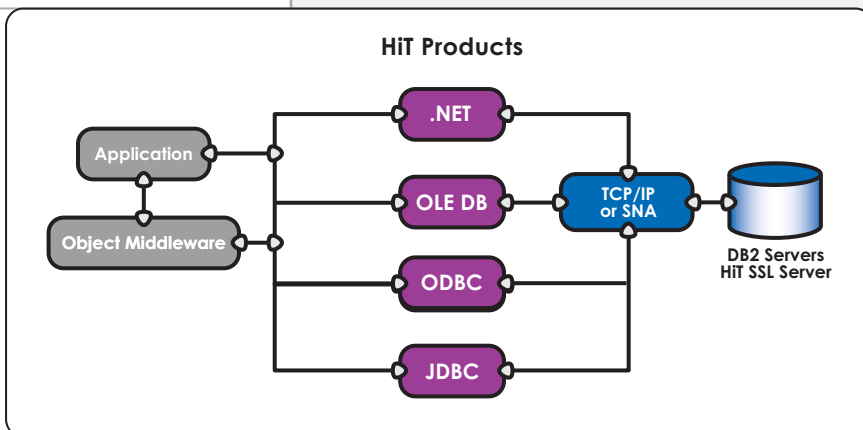 HiT Products
.NET
Application
OLE DB
TCP/IP
or SNA
Object Middleware
DB2 Servers
HiT SSL Server
ODBC
JDBC